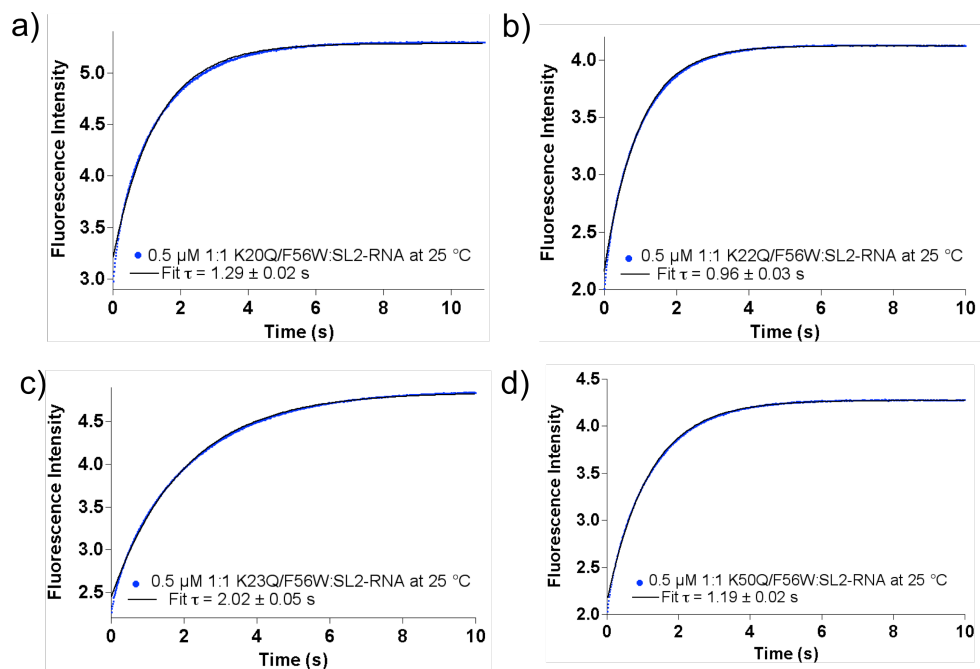 a)
Fluorescence Intensity
5.0
4.5
4.0
3.5
3.0
0.5 µM 1:1 K20Q/F56W:SL2-RNA at 25 °C
Fit τ = 1.29 ± 0.02 s
0 2 4 6 8 10
Time (s)
b)
Fluorescence Intensity
4.0
3.5
3.0
2.5
2.0
0.5 µM 1:1 K22Q/F56W:SL2-RNA at 25 °C
Fit τ = 0.96 ± 0.03 s
0 2 4 6 8 10
Time (s)
c)
Fluorescence Intensity
4.5
4.0
3.5
3.0
2.5
0.5 µM 1:1 K23Q/F56W:SL2-RNA at 25 °C
Fit τ = 2.02 ± 0.05 s
0 2 4 6 8 10
Time (s)
d)
Fluorescence Intensity
4.5
4.0
3.5
3.0
2.5
2.0
0.5 µM 1:1 K50Q/F56W:SL2-RNA at 25 °C
Fit τ = 1.19 ± 0.02 s
0 2 4 6 8 10
Time (s)